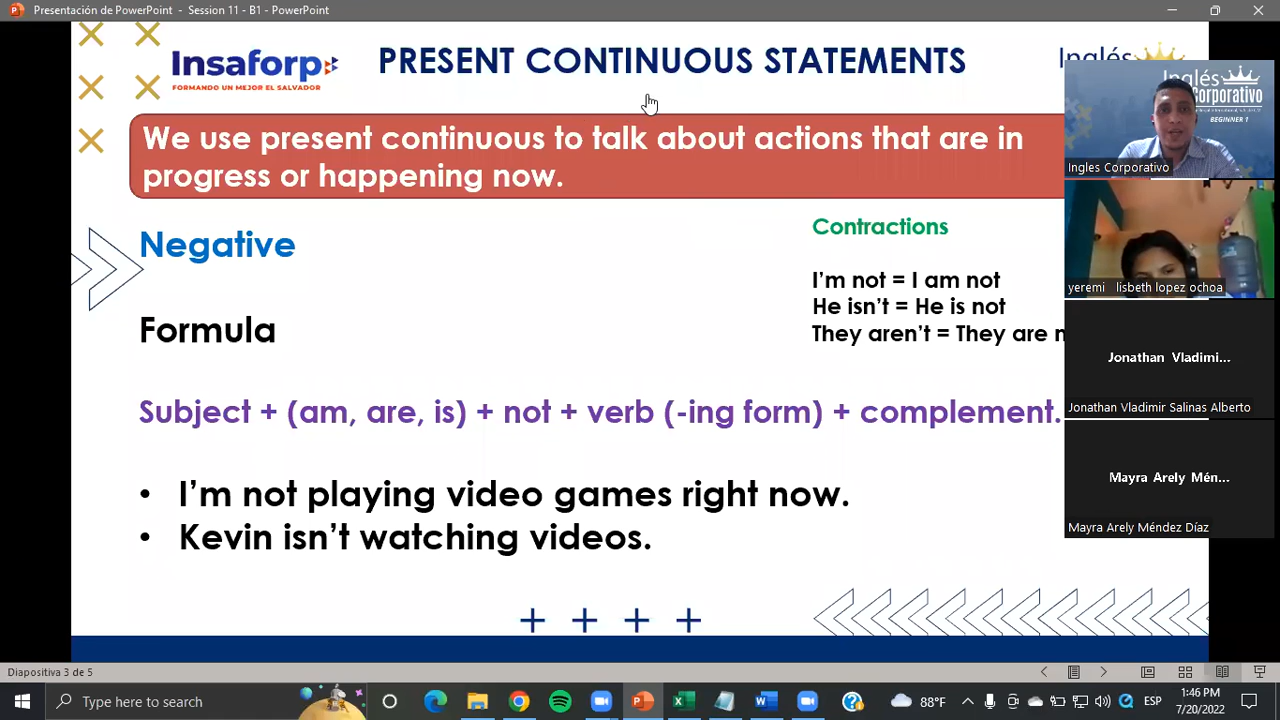 Presentación de PowerPoint - Session 11 - B1 - PowerPoint
Insaforp
FORMANDO UN MEJOR EL SALVADOR
PRESENT CONTINUOUS STATEMENTS
Inglés
Inglés
Corporativo
BEGINNER 1
Ingles Corporativo
We use present continuous to talk about actions that are in
progress or happening now.
Negative
Contractions
I'm not = I am not
He isn't = He is not
They aren't = They are n
yeremi lisbeth lopez ochoa
Formula
Jonathan Vladimi...
Jonathan Vladimir Salinas Alberto
Subject + (am, are, is) + not + verb (-ing form) + complement.
Mayra Arely Mén...
Mayra Arely Méndez Díaz
• I'm not playing video games right now.
• Kevin isn't watching videos.
Diapositiva 3 de 5
Type here to search
88°F
ESP
1:46 PM
7/20/2022